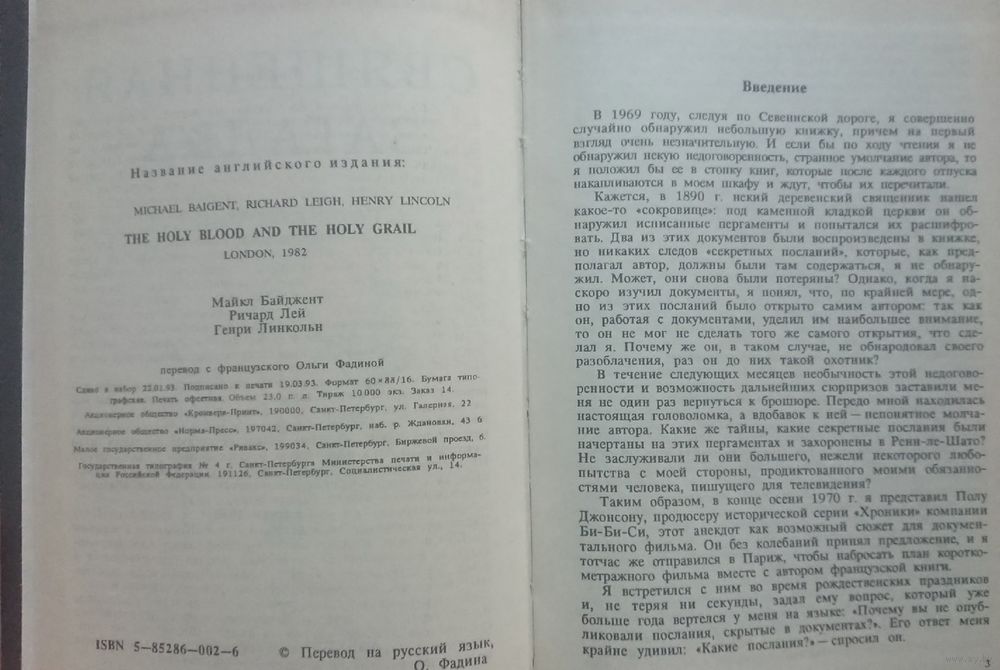 Название английского издания:
MICHAEL BAIGENT, RICHARD LEIGH, HENRY LINCOLN
THE HOLY BLOOD AND THE HOLY GRAIL
LONDON, 1982
Майкл Байджент
Ричард Лей
Генри Линкольн
перевод с французского Ольги Фадиной
Сдано в набор 22.01.93. Подписано к печати 19.03.93. Формат 60×88/16. Бумага типо-
графская. Печать офсетная. Объем 23,0 п. л. Тираж 10 000 экз. Заказ 14.
Акционерное общество «Кронверк-Принт», 190000, Санкт-Петербург, ул. Галерная, 22
Акционерное общество «Норма-Пресс», 197042, Санкт-Петербург, наб. р. Ждановки, 43 б
Малое государственное предприятие «Ривакс», 199034, Санкт-Петербург, Биржевой проезд, 6.
Государственная типография № 4 г. Санкт-Петербурга Министерства печати и информа-
ции Российской Федерации 191126, Санкт-Петербург, Социалистическая ул., 14.
ISBN 5—85286—002—6
© Перевод на русский язык,
О. Фадина
Введение
В 1969 году, следуя по Севеннской дороге, я совершенно
случайно обнаружил небольшую книжку, причем на первый
взгляд очень незначительную. И если бы по ходу чтения я не
обнаружил некую недоговоренность, странное умолчание автора, то
я положил бы ее в стопку книг, которые после каждого отпуска
накапливаются в моем шкафу и ждут, чтобы их перечитали.
Кажется, в 1890 г. некий деревенский священник нашел
какое-то «сокровище»: под каменной кладкой церкви он об-
наружил исписанные пергаменты и попытался их расшифро-
вать. Два из этих документов были воспроизведены в книжке,
но никаких следов «секретных посланий», которые, как пред-
полагал автор, должны были там содержаться, я не обнару-
жил. Может, они снова были потеряны? Однако, когда я на-
скоро изучил документы, я понял, что, по крайней мере, од-
но из этих посланий было открыто самим автором: так как
он, работая с документами, уделил им наибольшее внимание,
то он не мог не сделать того же самого открытия, что сде-
лал я. Почему же он, в таком случае, не обнародовал своего
разоблачения, раз он до них такой охотник?
В течение следующих месяцев необычность этой недогово-
ренности и возможность дальнейших сюрпризов заставили ме-
ня не один раз вернуться к брошюре. Передо мной находилась
настоящая головоломка, а вдобавок к ней — непонятное молча-
ние автора. Какие же тайны, какие секретные послания были
начертаны на этих пергаментах и захоронены в Ренн-ле-Шато?
Не заслуживали ли они большего, нежели некоторого любо-
пытства с моей стороны, продиктованного моими обязанно-
стями человека, пишущего для телевидения?
Таким образом, в конце осени 1970 г. я представил Полу
Джонсону, продюсеру исторической серии «Хроники» компании
Би-Би-Си, этот анекдот как возможный сюжет для докумен-
тального фильма. Он без колебаний принял предложение, и я
тотчас же отправился в Париж, чтобы набросать план коротко-
метражного фильма вместе с автором французской книги.
Я встретился с ним во время рождественских праздников
и, не теряя ни секунды, задал ему вопрос, который уже
больше года вертелся у меня на языке: «Почему вы не опуб-
ликовали послания, скрытые в документах?». Его ответ меня
крайне удивил: «Какие послания?» — спросил он.
3